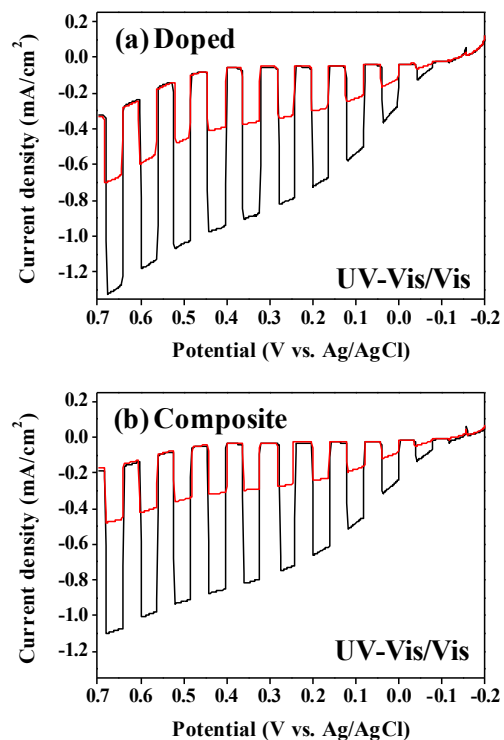 (a) Doped
0.2
0.0
-0.2
-0.4
-0.6
-0.8
-1.0
-1.2
Current density (mA/cm²)
UV-Vis/Vis
0.7 0.6 0.5 0.4 0.3 0.2 0.1 0.0 -0.1 -0.2
Potential (V vs. Ag/AgCl)
(b) Composite
0.2
0.0
-0.2
-0.4
-0.6
-0.8
-1.0
-1.2
Current density (mA/cm²)
UV-Vis/Vis
0.7 0.6 0.5 0.4 0.3 0.2 0.1 0.0 -0.1 -0.2
Potential (V vs. Ag/AgCl)